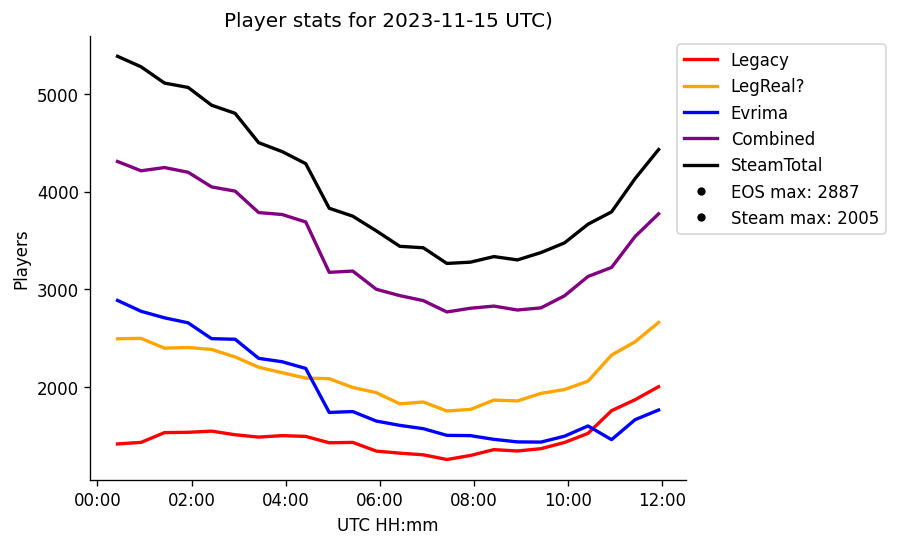 Player stats for 2023-11-15 UTC)
Legacy
LegReal?
Evrima
Combined
SteamTotal
EOS max: 2887
Steam max: 2005
Players
5000
4000
3000
2000
00:00 02:00 04:00 06:00 08:00 10:00 12:00
UTC HH:mm